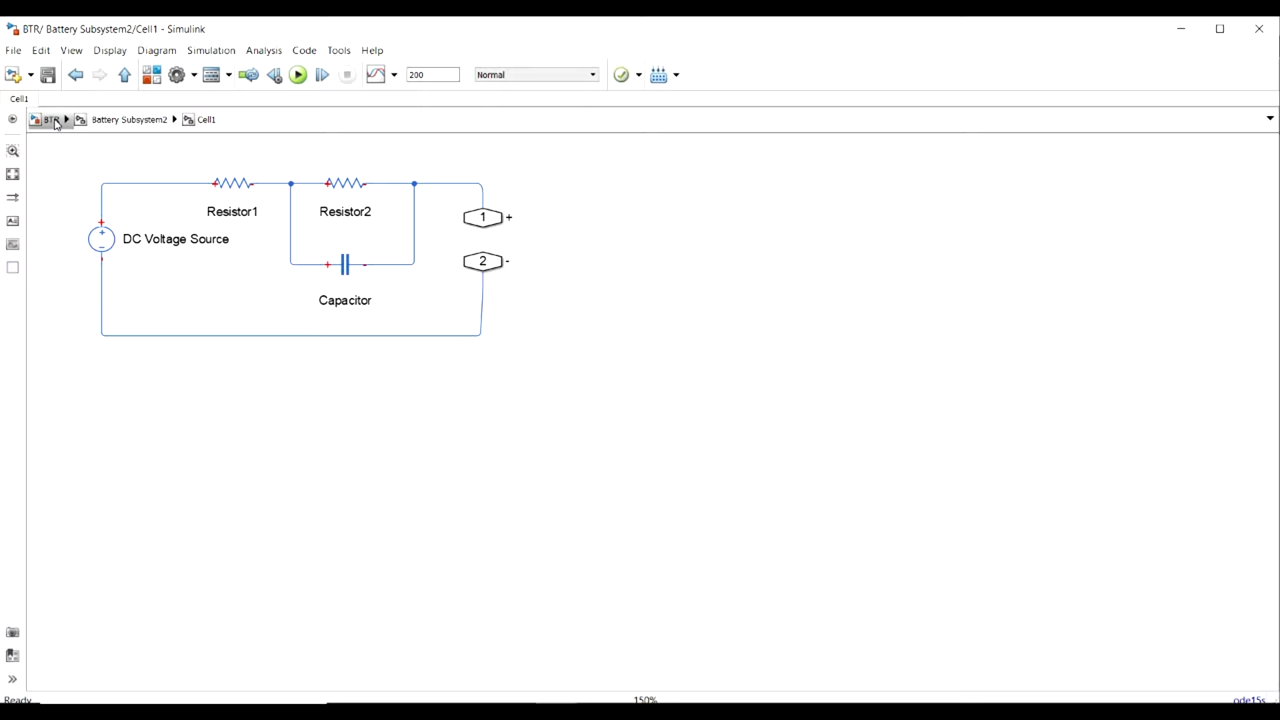 BTR/ Battery Subsystem2/Cell1 - Simulink
File Edit View Display Diagram Simulation Analysis Code Tools Help
200 Normal
Cell1
BTR Battery Subsystem2 Cell1
Resistor1 Resistor2
1 +
DC Voltage Source
2 -
Capacitor
Ready 150% ode15s